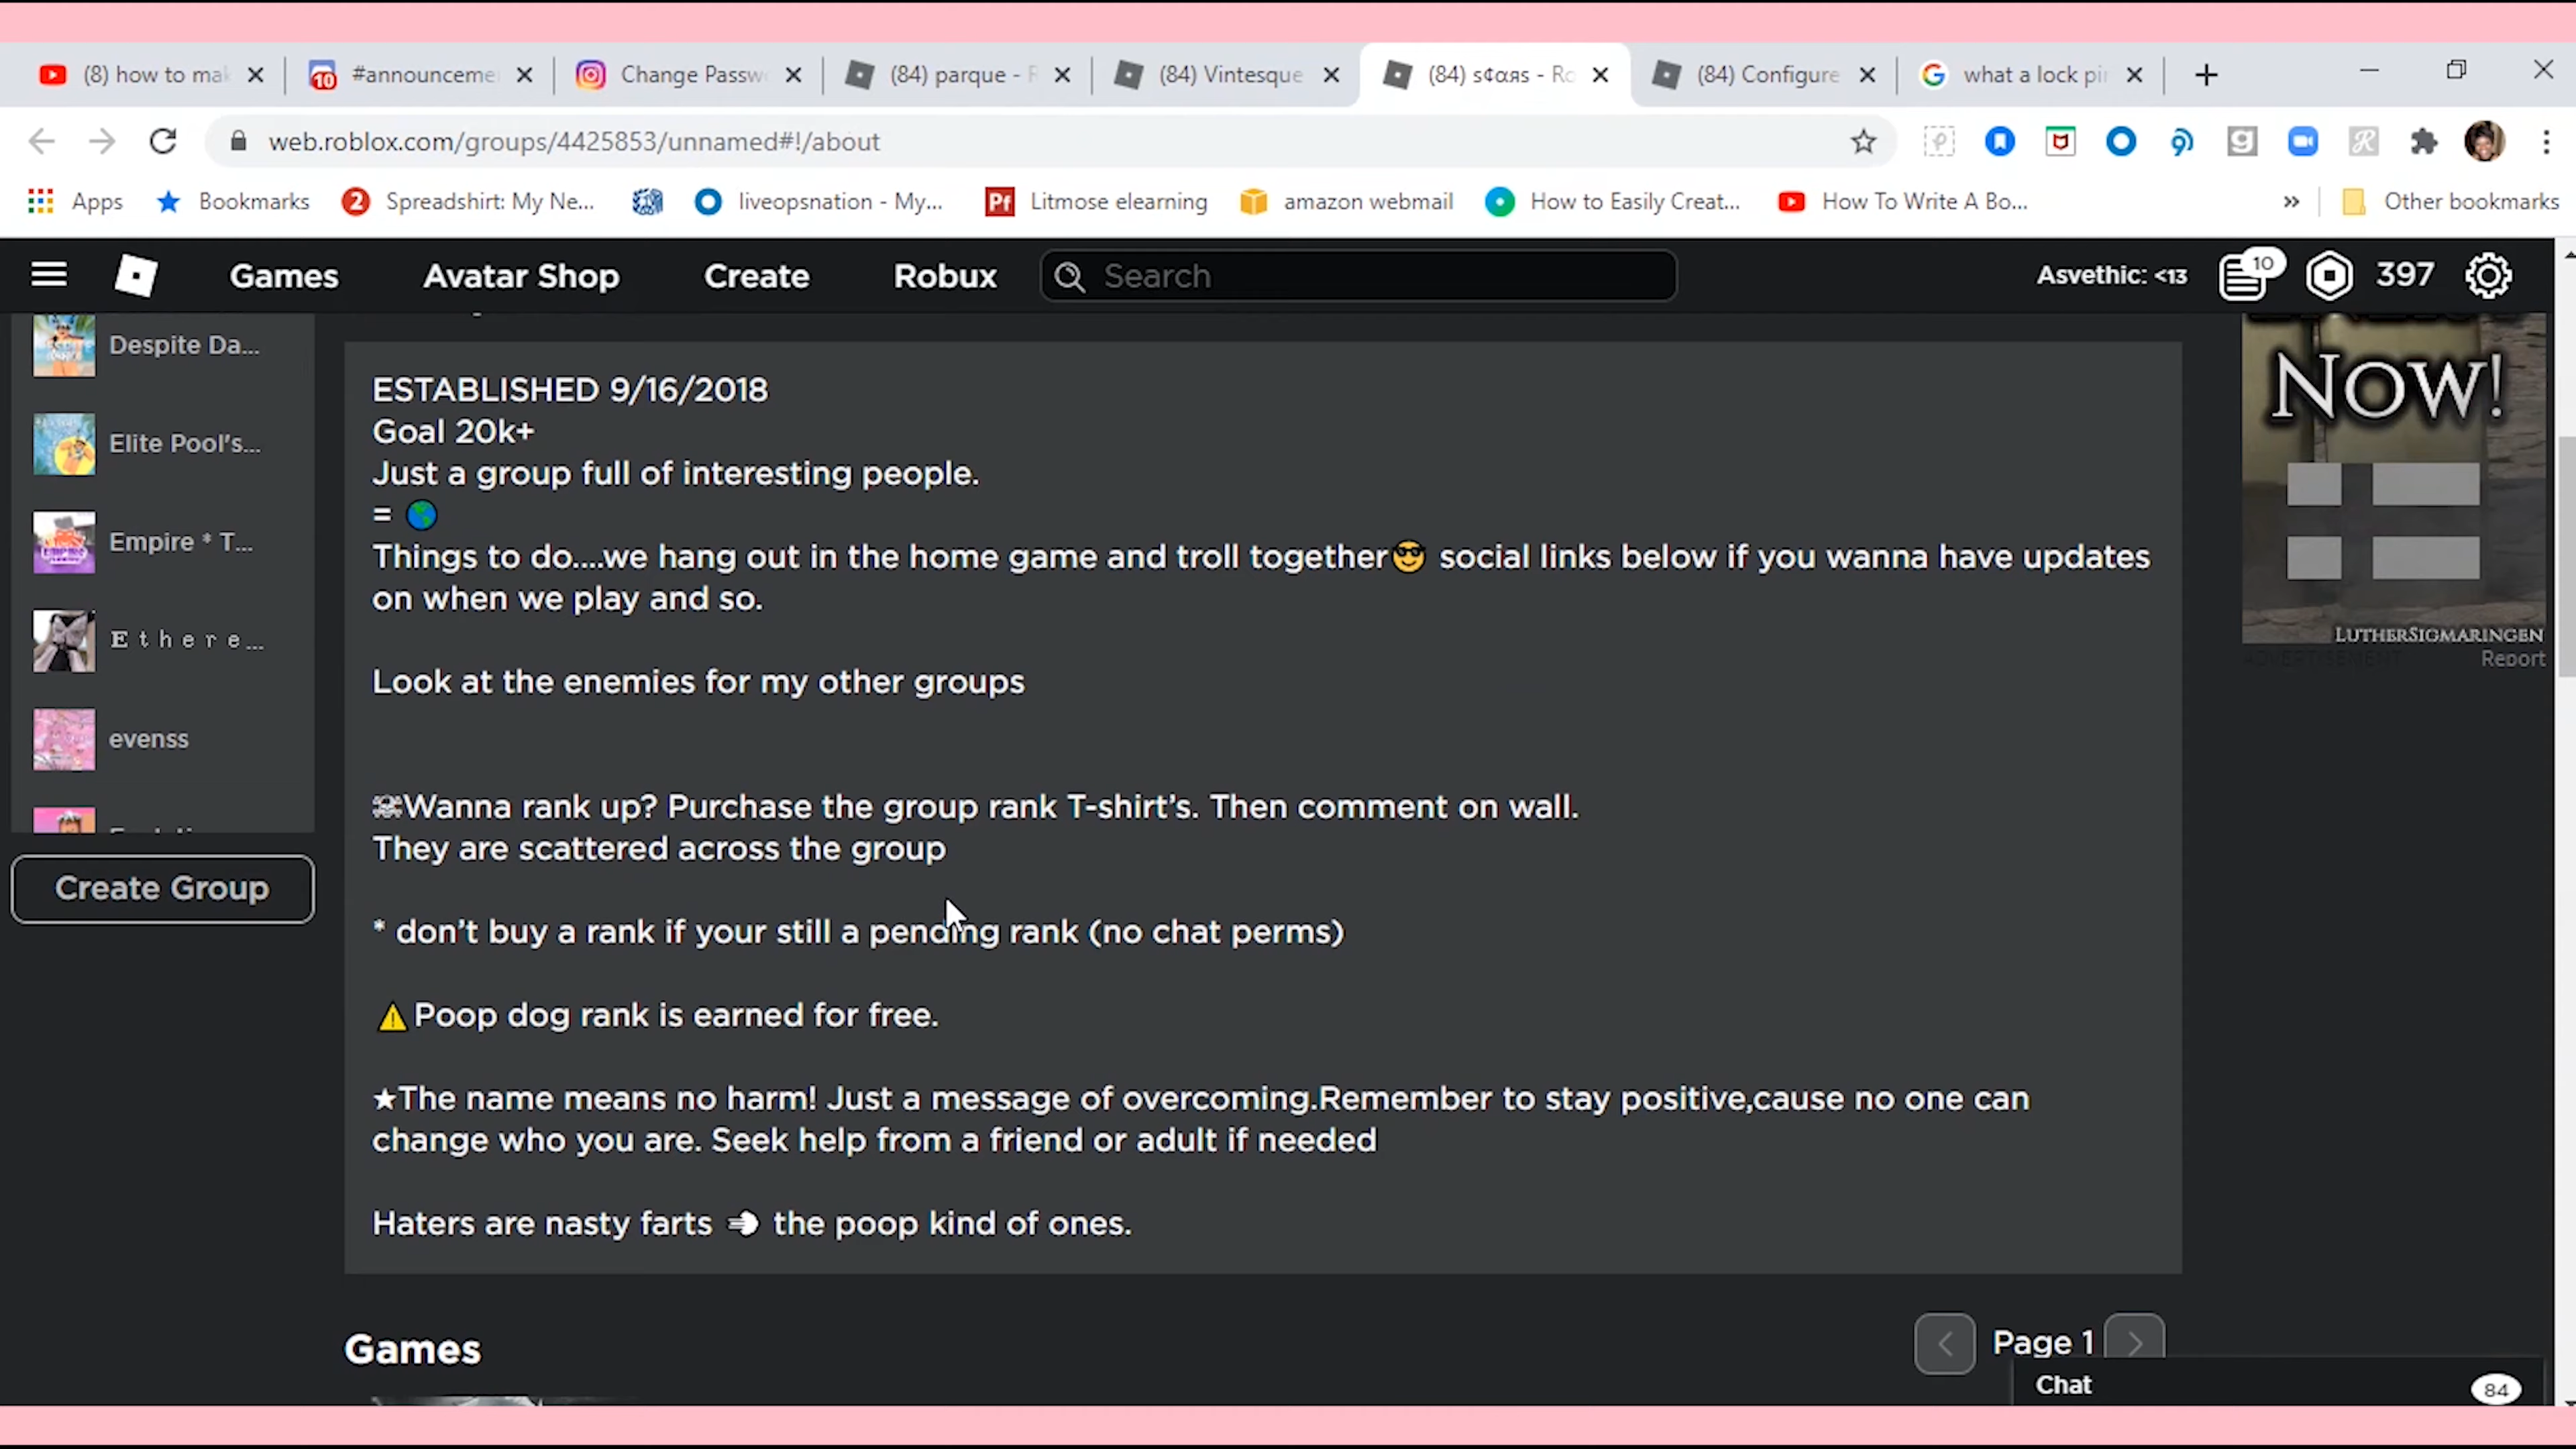 (8) how to mak
#announceme
Change Passw
(84) parque - R
(84) Vintesque
(84) s¢αяs - Ro
(84) Configure
what a lock pi
web.roblox.com/groups/4425853/unnamed#!/about
Apps
Bookmarks
Spreadshirt: My Ne...
liveopsnation - My...
Litmose elearning
amazon webmail
How to Easily Creat...
How To Write A Bo...
Other bookmarks
Games
Avatar Shop
Create
Robux
Search
Asvethic: <13
10
397
Despite Da...
Elite Pool's...
Empire * T...
E t h e r e...
evenss
Create Group
ESTABLISHED 9/16/2018
Goal 20k+
Just a group full of interesting people.
= 🌎
Things to do....we hang out in the home game and troll together😎 social links below if you wanna have updates
on when we play and so.
Look at the enemies for my other groups
☠Wanna rank up? Purchase the group rank T-shirt's. Then comment on wall.
They are scattered across the group
* don't buy a rank if your still a pending rank (no chat perms)
⚠Poop dog rank is earned for free.
★The name means no harm! Just a message of overcoming.Remember to stay positive,cause no one can
change who you are. Seek help from a friend or adult if needed
Haters are nasty farts 💨 the poop kind of ones.
NOW!
LUTHERSIGMARINGEN
ADVERTISEMENT
Report
Games
Page 1
Chat
84